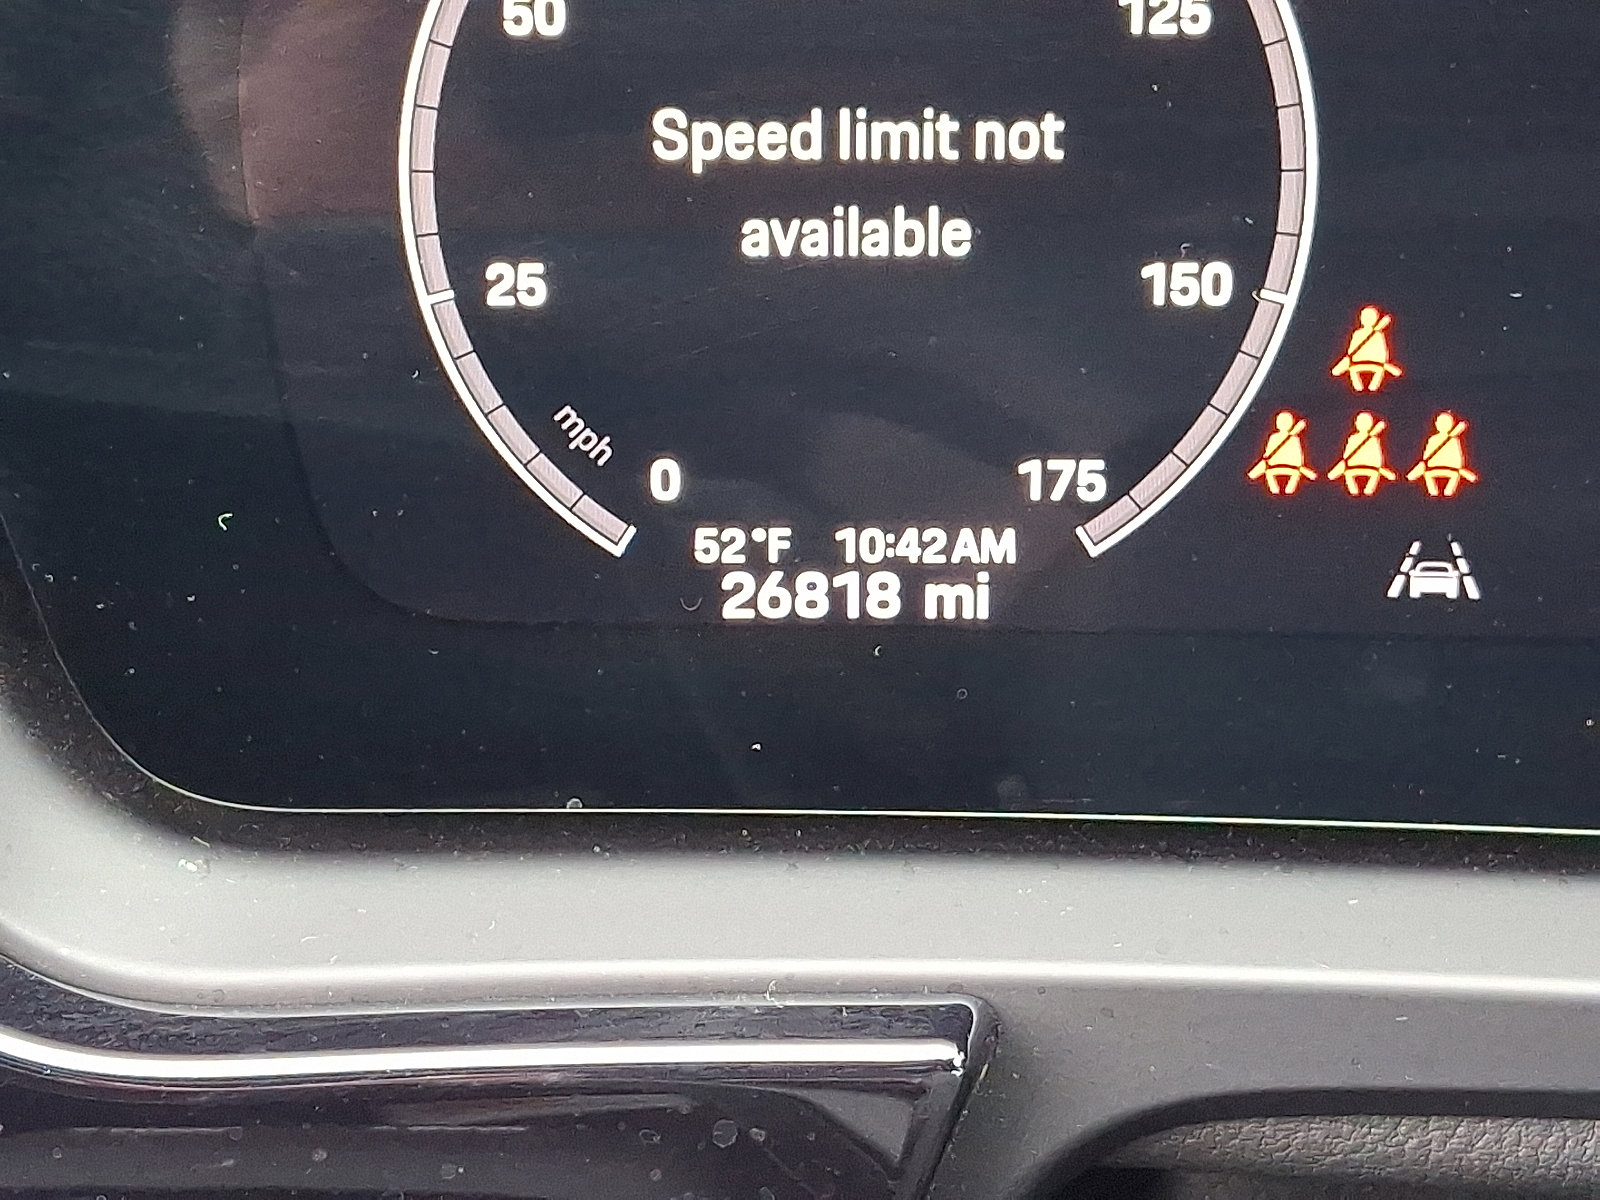 50 125
Speed limit not
available
25 150
mph
0 175
52°F 10:42AM
26818 mi